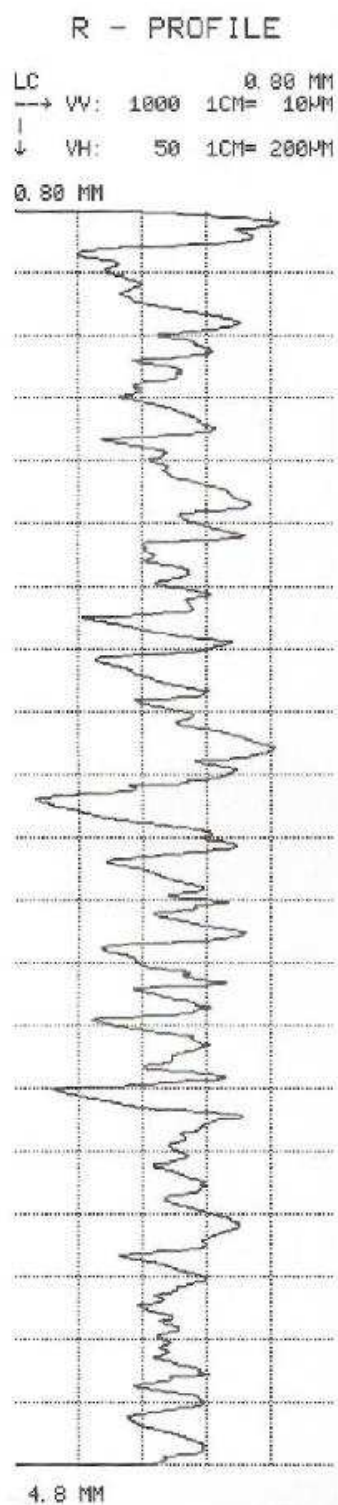 R - PROFILE
LC 0.80 MM
---→ VV: 1000 1CM= 10µM
↓ VH: 50 1CM= 200µM
0.80 MM
4.8 MM